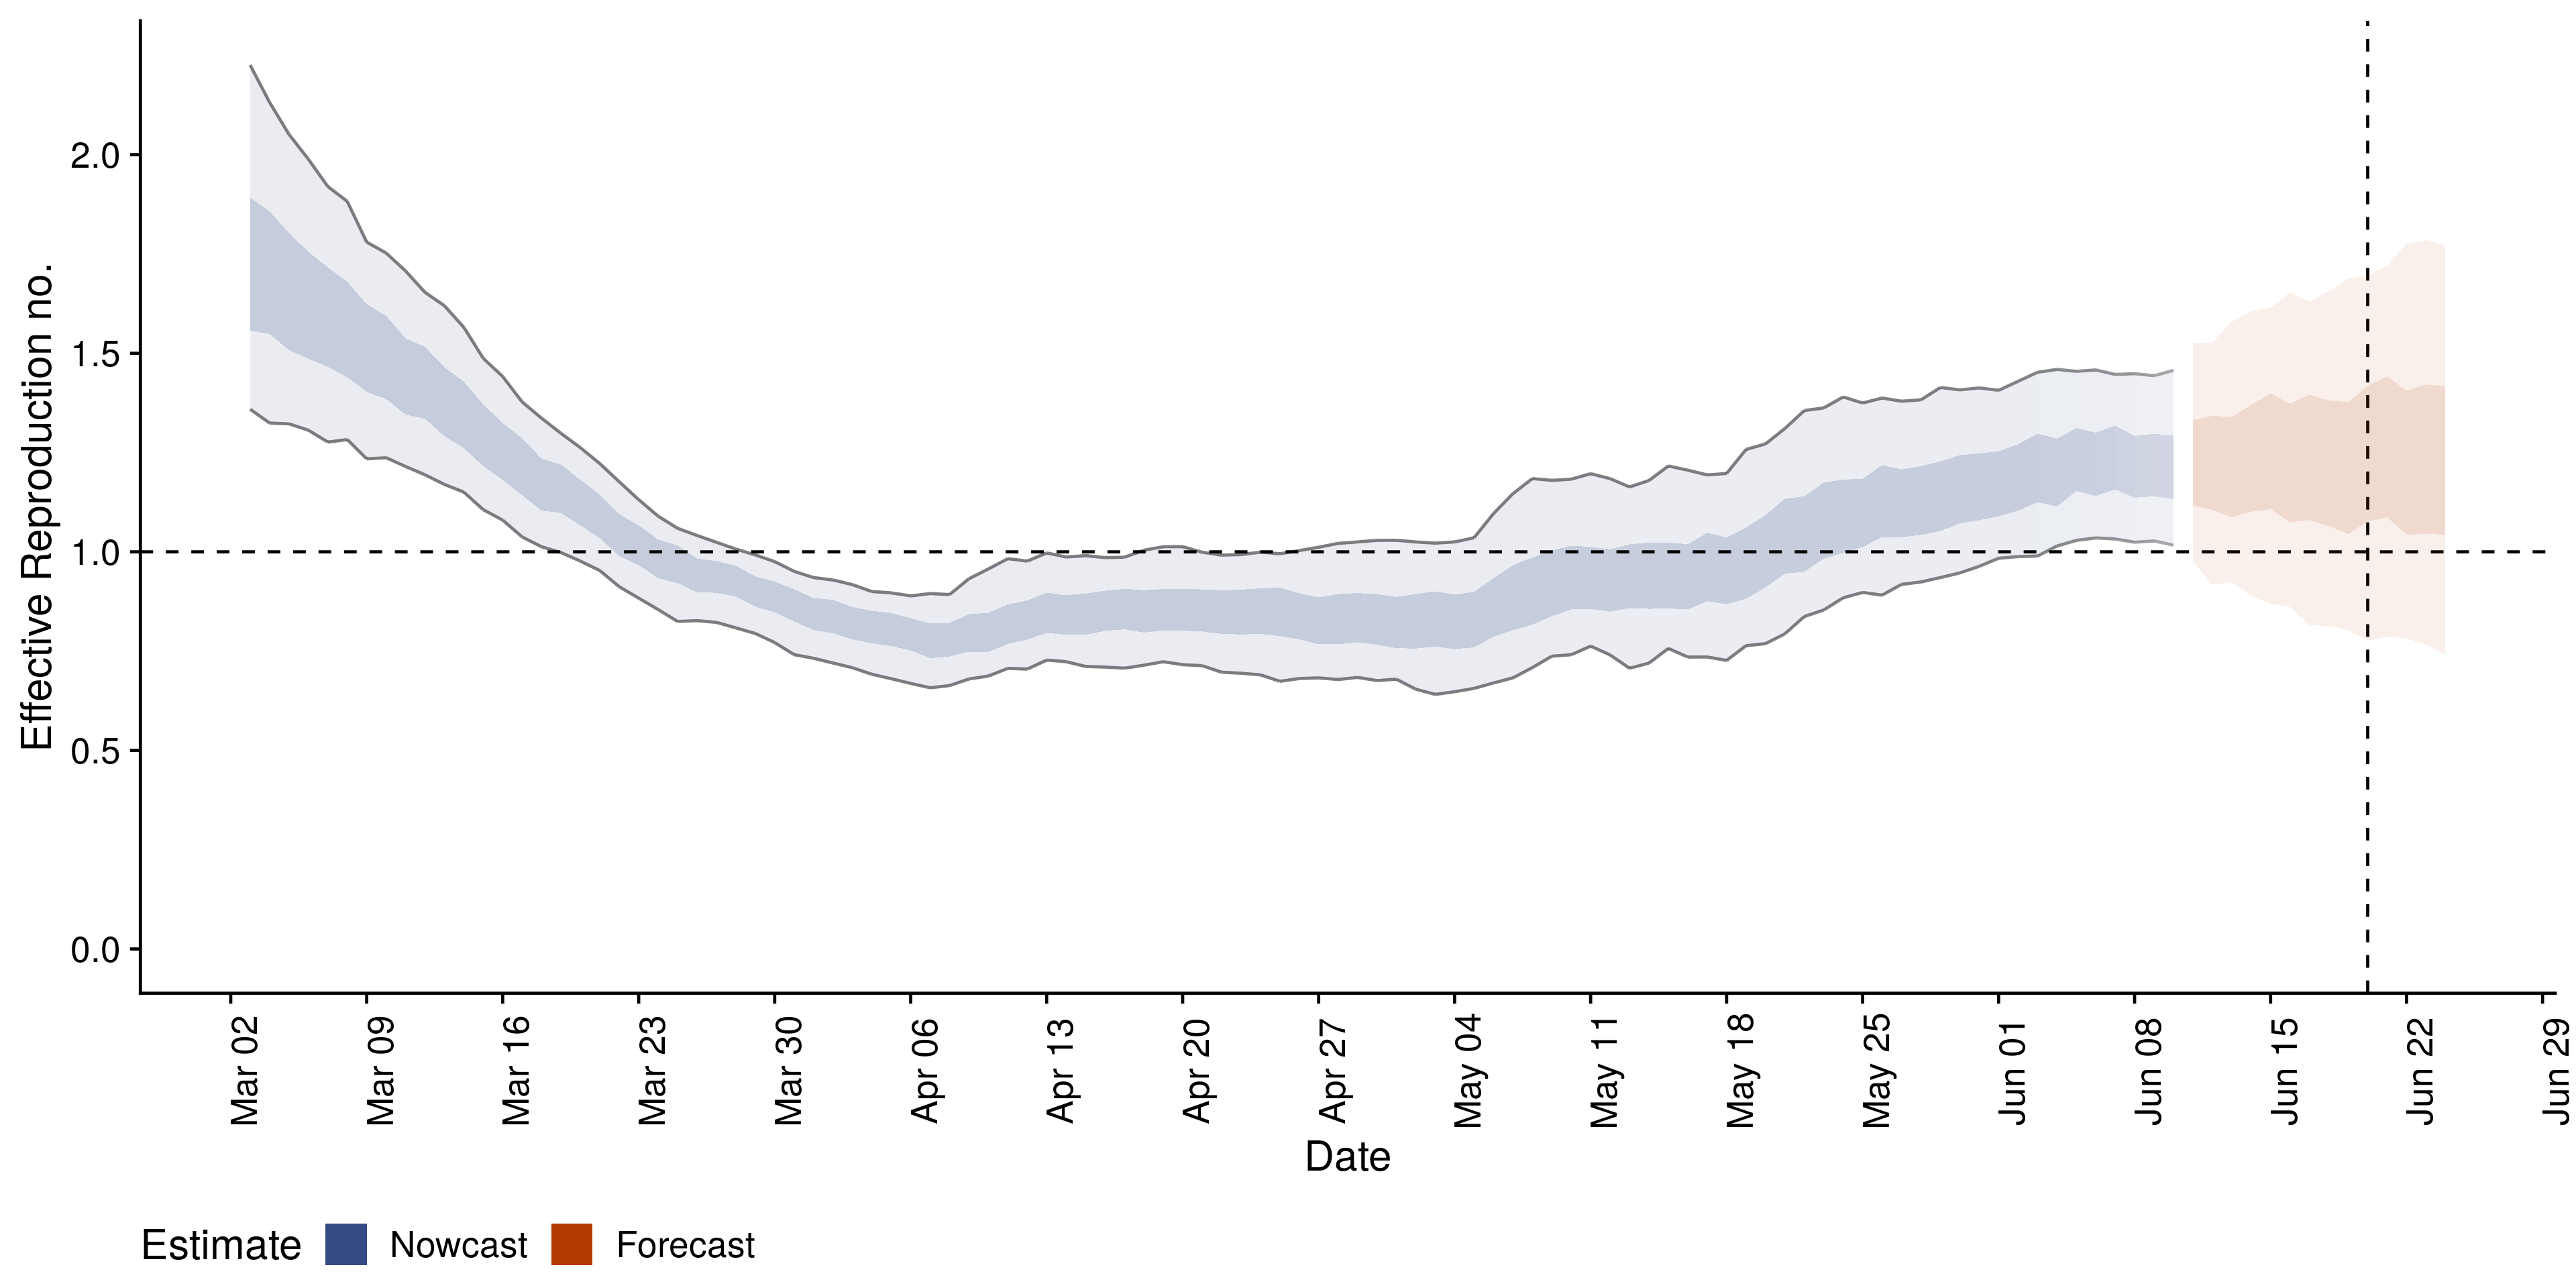 Effective Reproduction no.
2.0
1.5
1.0
0.5
0.0
Mar 02
Mar 09
Mar 16
Mar 23
Mar 30
Apr 06
Apr 13
Apr 20
Apr 27
May 04
May 11
May 18
May 25
Jun 01
Jun 08
Jun 15
Jun 22
Jun 29
Date
Estimate Nowcast Forecast